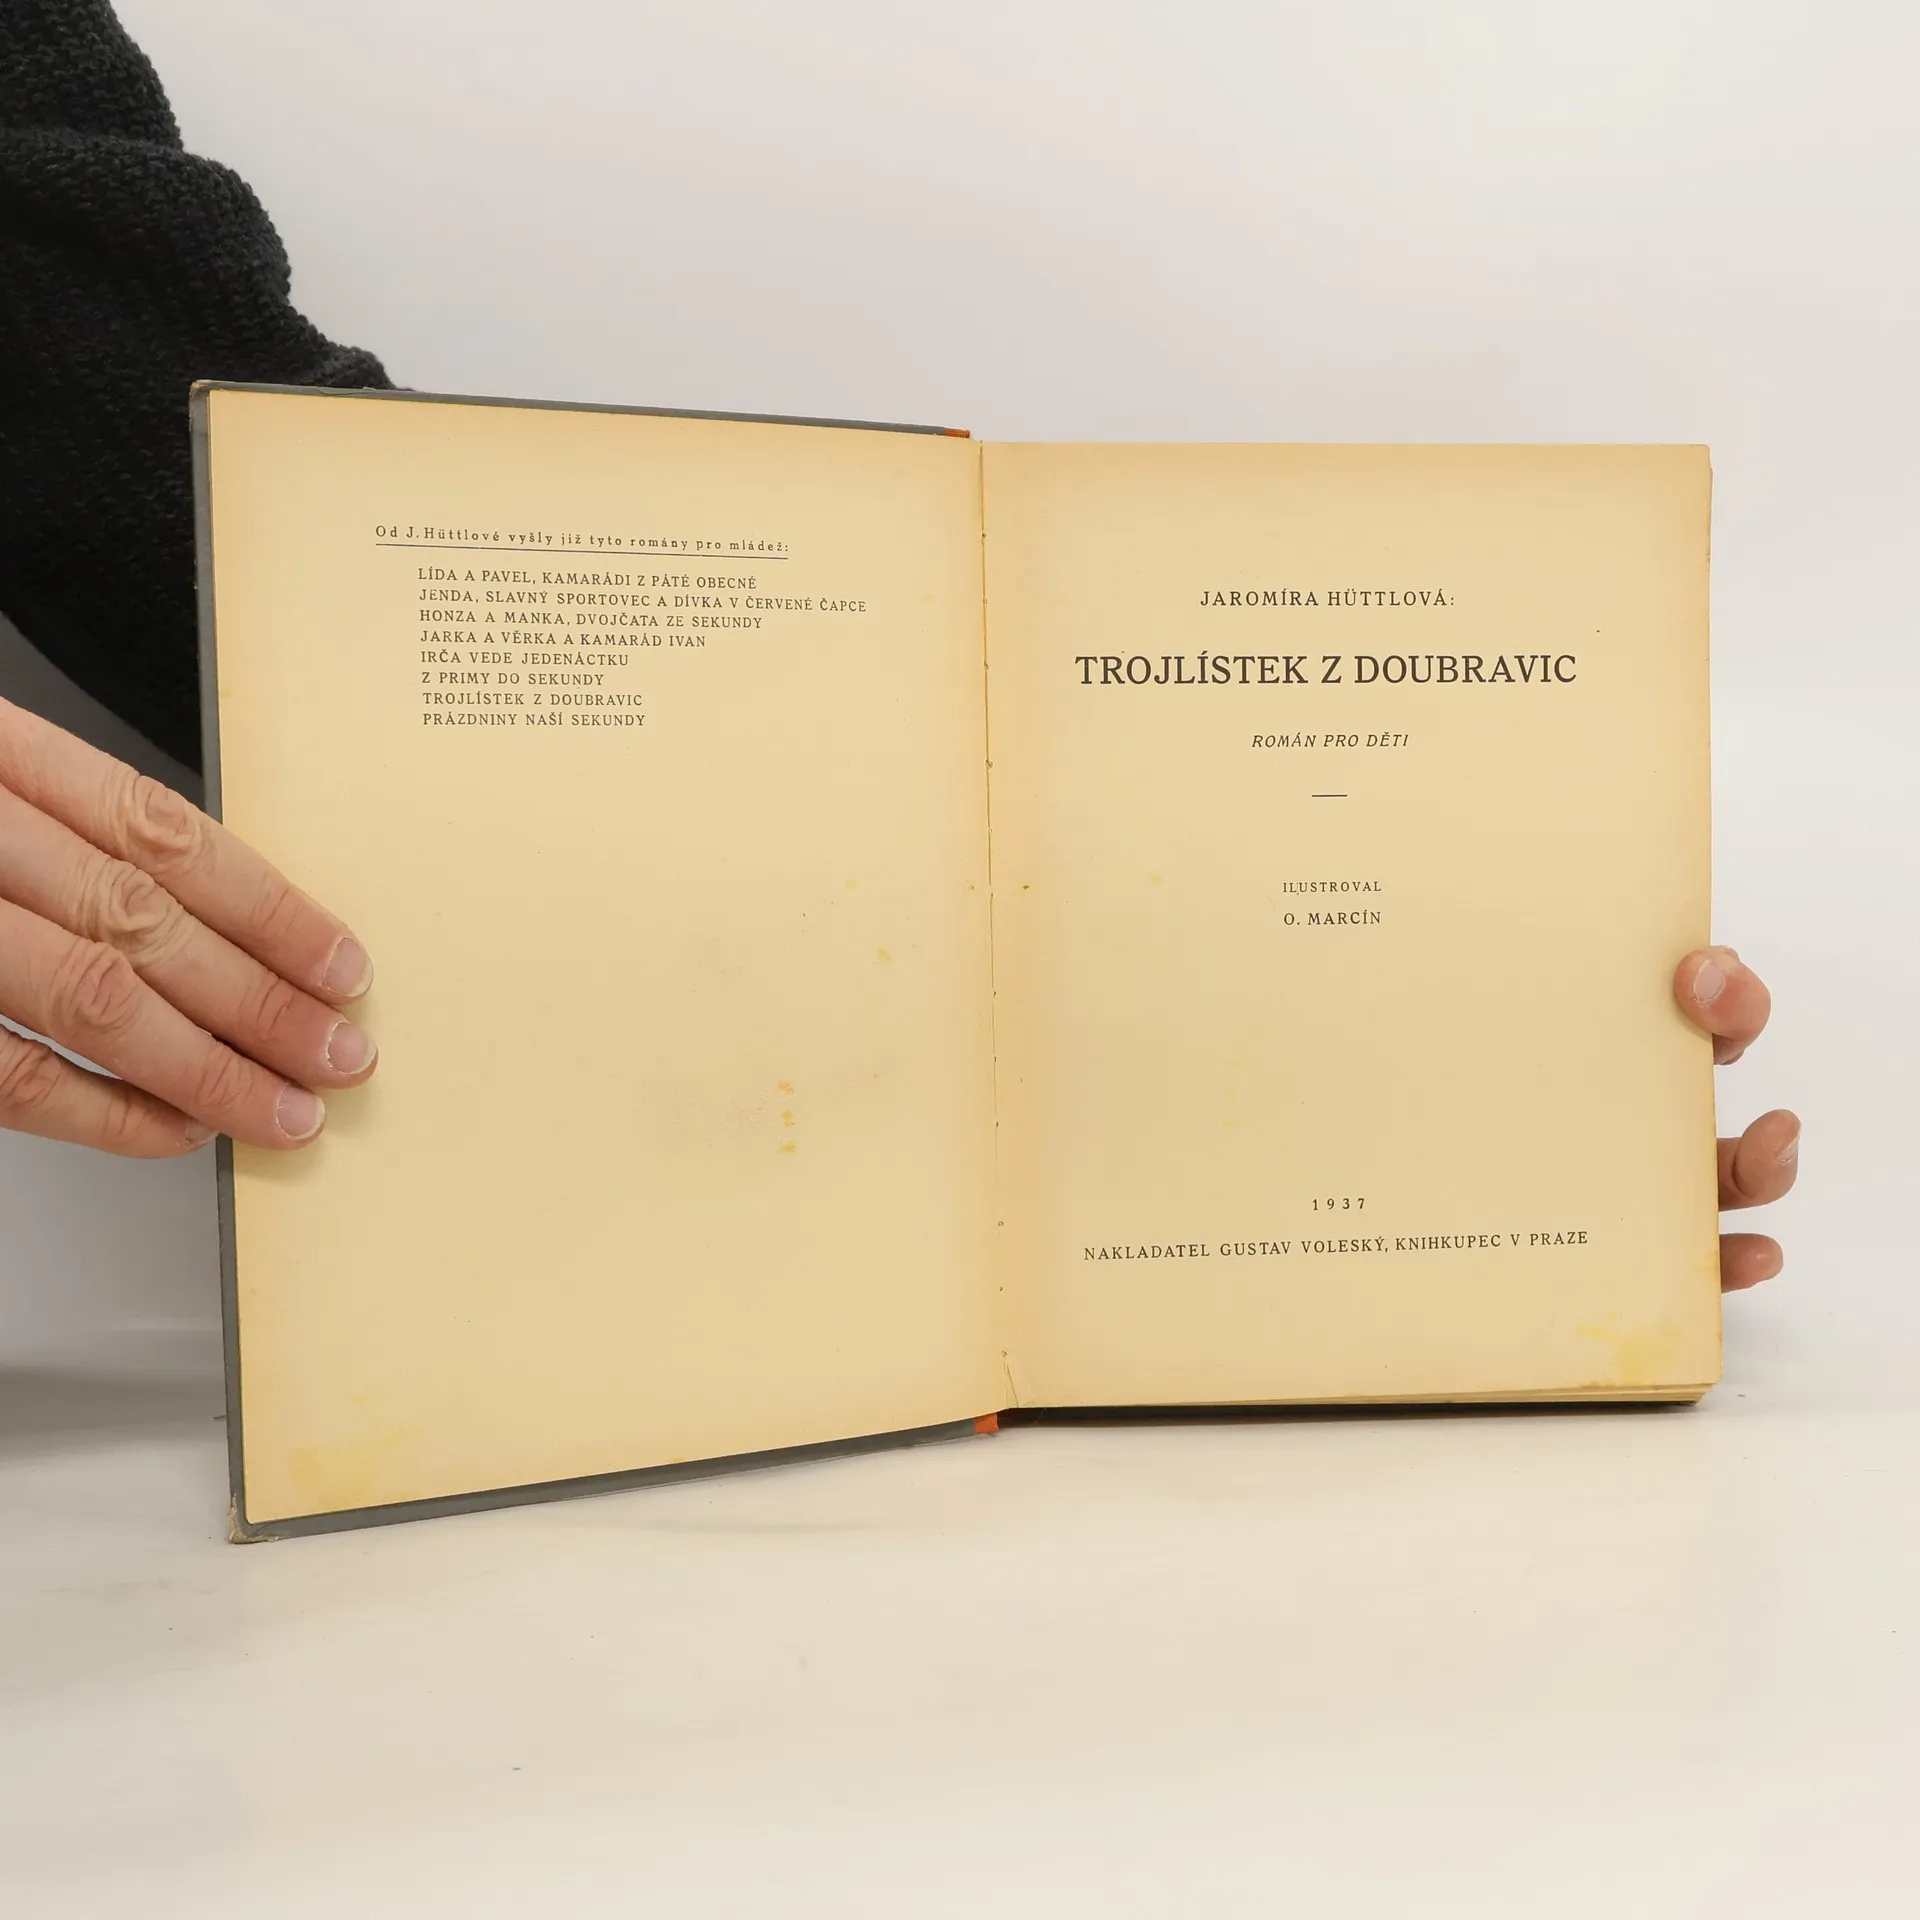 Od J. Hüttlové vyšly již tyto romány pro mládež:
LÍDA A PAVEL, KAMARÁDI Z PÁTÉ OBECNÉ
JENDA, SLAVNÝ SPORTOVEC A DÍVKA V ČERVENÉ ČAPCE
HONZA A MANKA, DVOJČATA ZE SEKUNDY
JARKA A VĚRKA A KAMARÁD IVAN
IRČA VEDE JEDENÁCTKU
Z PRIMY DO SEKUNDY
TROJLÍSTEK Z DOUBRAVIC
PRÁZDNINY NAŠÍ SEKUNDY
JAROMÍRA HÜTTLOVÁ:
TROJLÍSTEK Z DOUBRAVIC
ROMÁN PRO DĚTI
ILUSTROVAL
O. MARCÍN
1937
NAKLADATEL GUSTAV VOLESKÝ, KNIHKUPEC V PRAZE